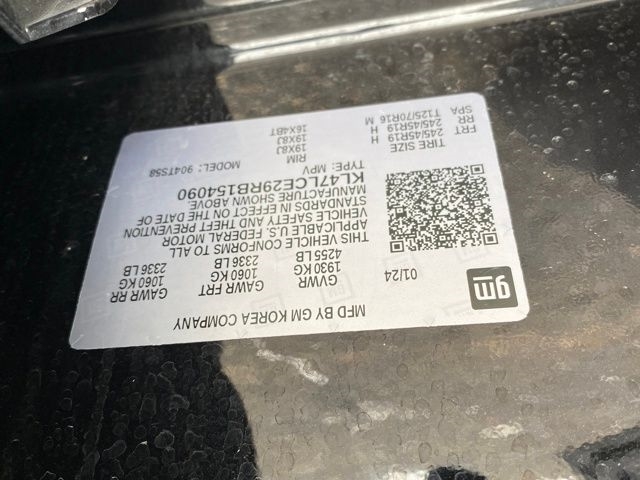 MFD BY GM KOREA COMPANY
gm
01/24
GVWR GAWR FRT GAWR RR
1930 KG 1060 KG 1060 KG
4255 LB 2336 LB 2336 LB
THIS VEHICLE CONFORMS TO ALL
APPLICABLE U.S. FEDERAL MOTOR
VEHICLE SAFETY AND THEFT PREVENTION
STANDARDS IN EFFECT ON THE DATE OF
MANUFACTURE SHOWN ABOVE.
KL47LCE29RB154090
TYPE: MPV MODEL: 904TS58
TIRE SIZE RIM
FRT 245/45R19 H 19X8J
RR 245/45R19 H 19X8J
SPA T125/70R16 M 16X4BT